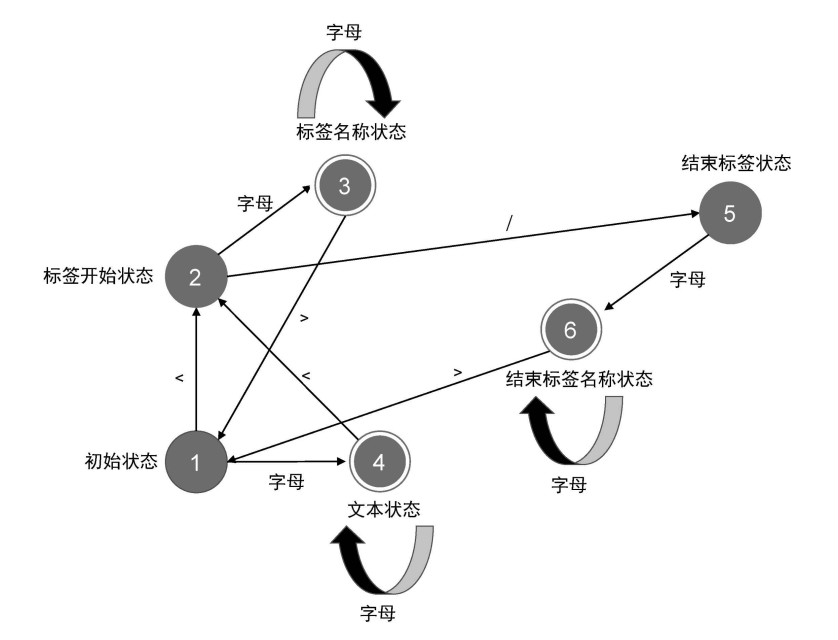 字母
标签名称状态
3
结束标签状态
5
字母
/
标签开始状态
2
字母
>
6
<
<
>
结束标签名称状态
初始状态
1
4
字母
文本状态
字母
字母